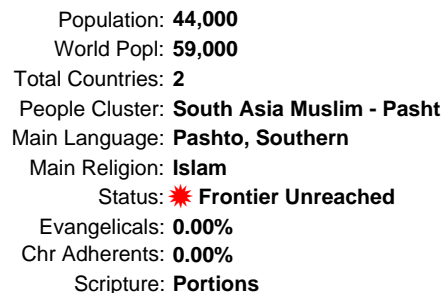 Population: 44,000
World Popl: 59,000
Total Countries: 2
People Cluster: South Asia Muslim - Pasht
Main Language: Pashto, Southern
Main Religion: Islam
Status: Frontier Unreached
Evangelicals: 0.00%
Chr Adherents: 0.00%
Scripture: Portions